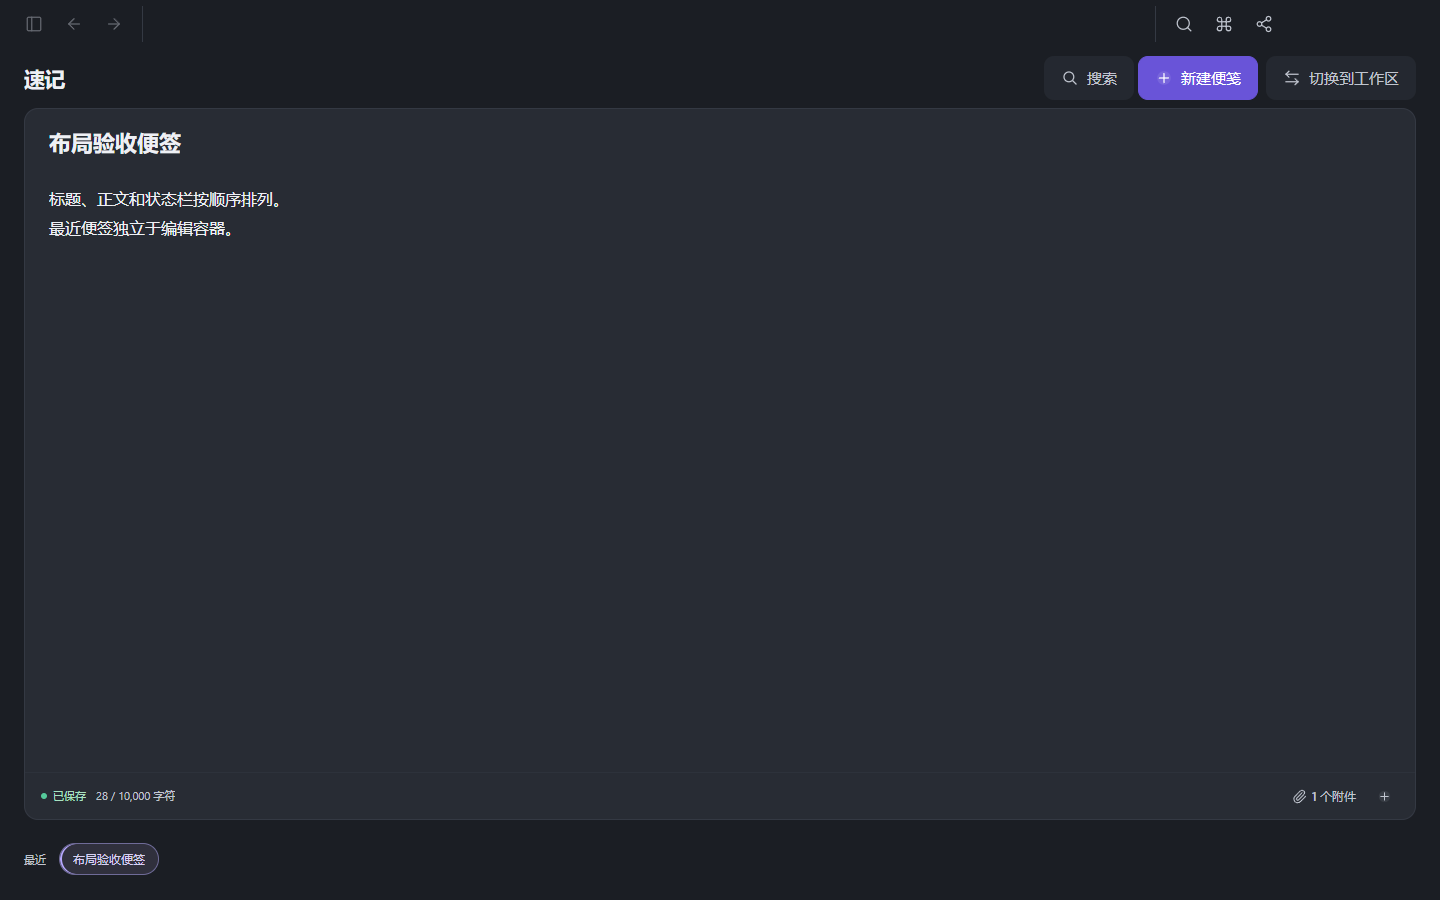 速记
搜索
新建便笺
切换到工作区
布局验收便签
标题、正文和状态栏按顺序排列。
最近便签独立于编辑容器。
已保存 28 / 10,000 字符
1 个附件
最近
布局验收便签